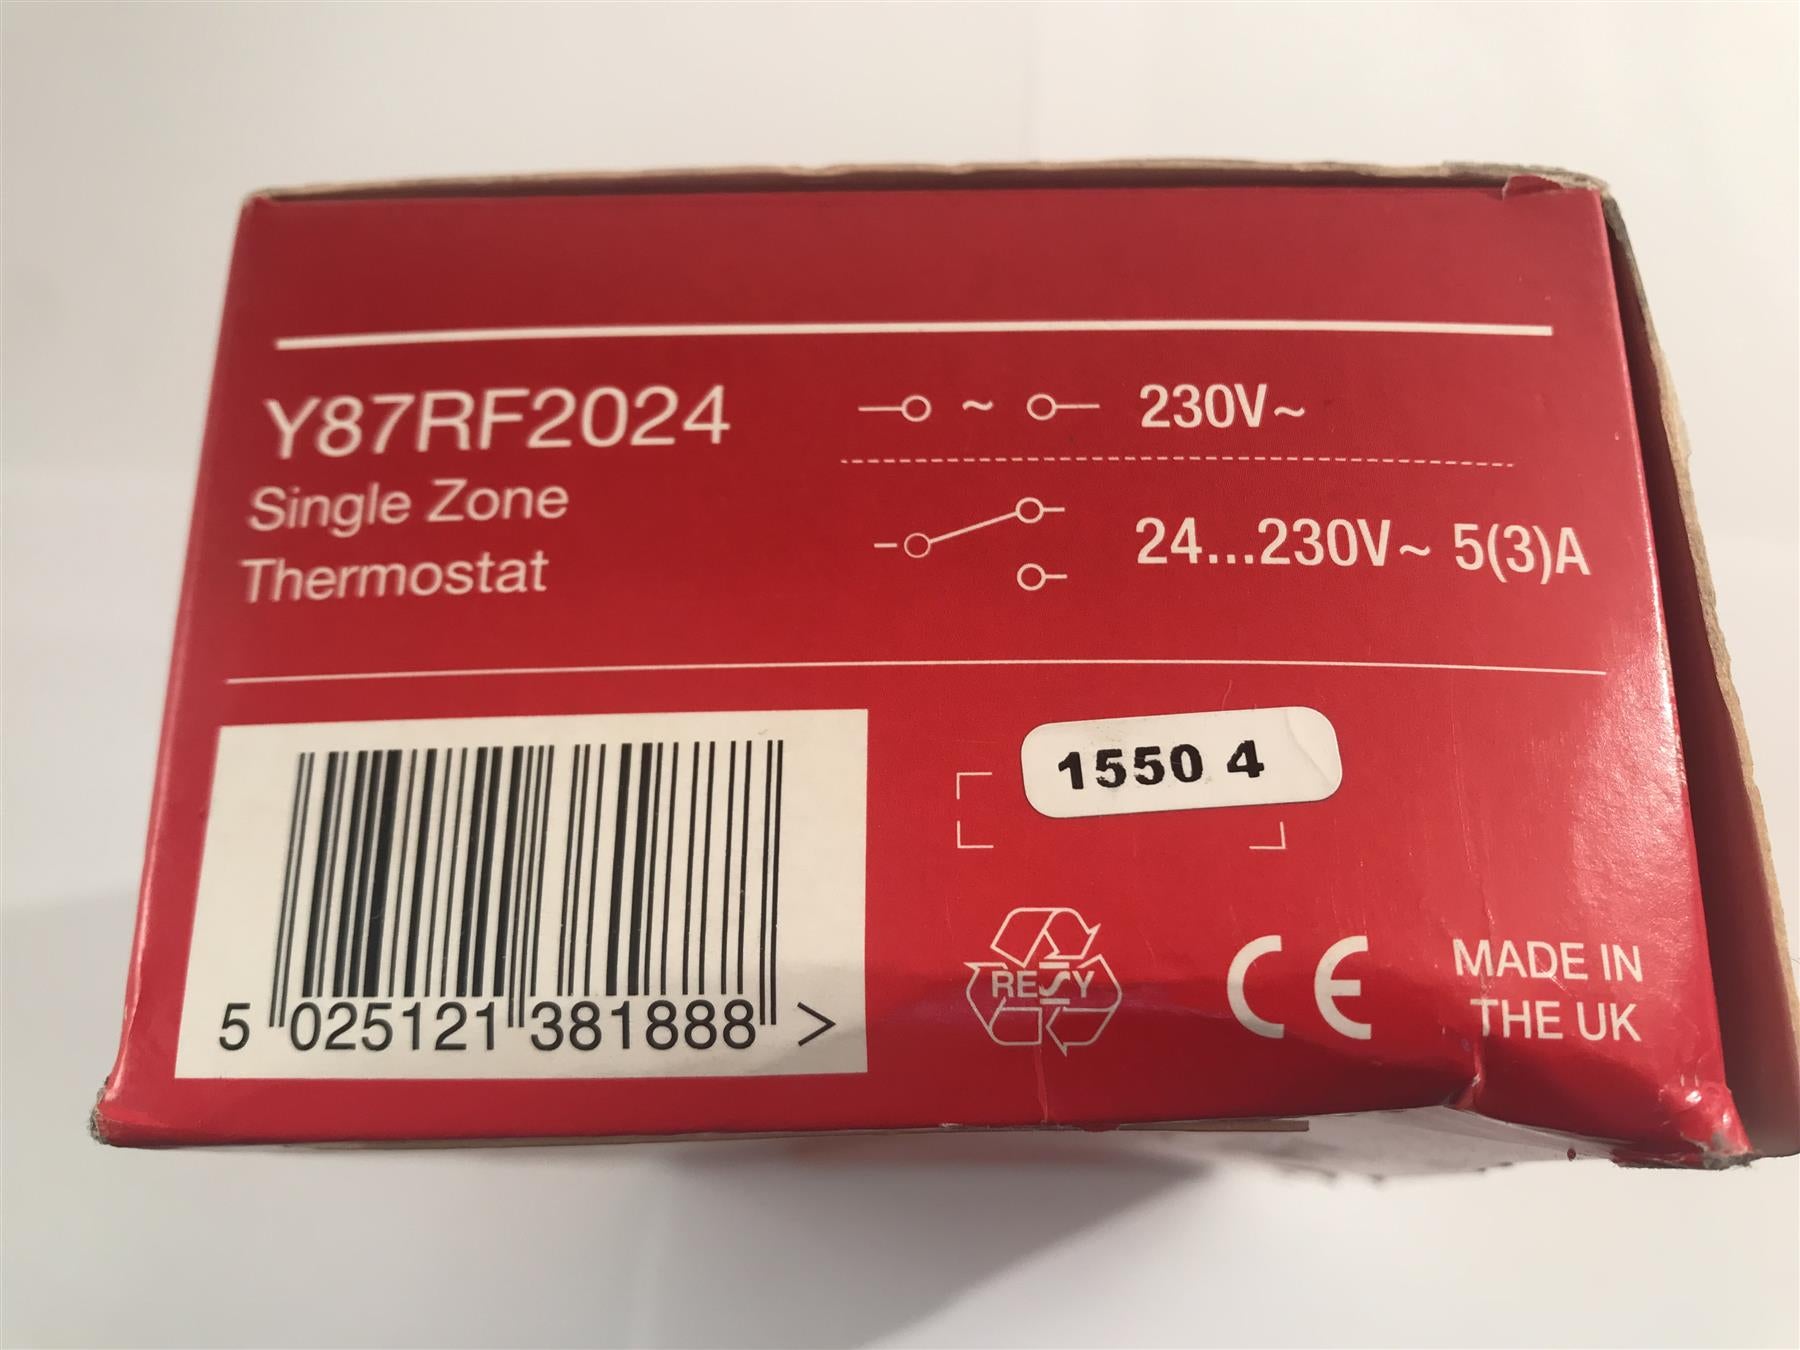 Y87RF2024
Single Zone
Thermostat
~ 230V~
24...230V~ 5(3)A
1550 4
5 025121 381888 >
RESY
CE
MADE IN
THE UK